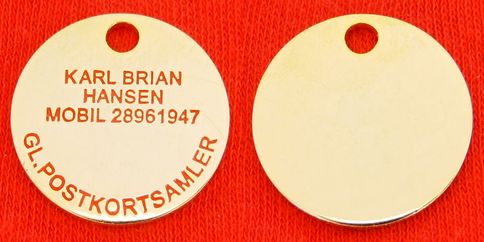 KARL BRIAN
HANSEN
MOBIL 28961947
GL.POSTKORTSAMLER